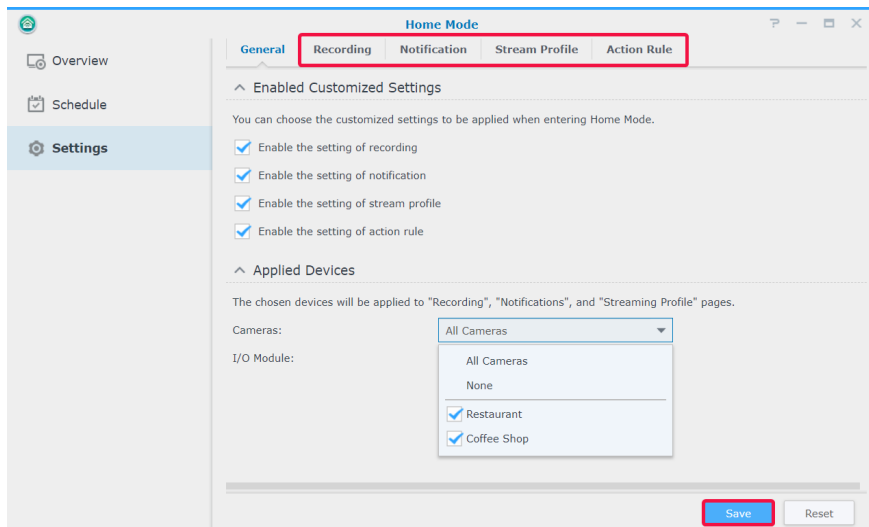 Home Mode
Overview
Schedule
Settings
General Recording Notification Stream Profile Action Rule
Enabled Customized Settings
You can choose the customized settings to be applied when entering Home Mode.
Enable the setting of recording
Enable the setting of notification
Enable the setting of stream profile
Enable the setting of action rule
Applied Devices
The chosen devices will be applied to "Recording", "Notifications", and "Streaming Profile" pages.
Cameras: All Cameras
I/O Module:
All Cameras
None
Restaurant
Coffee Shop
Save Reset